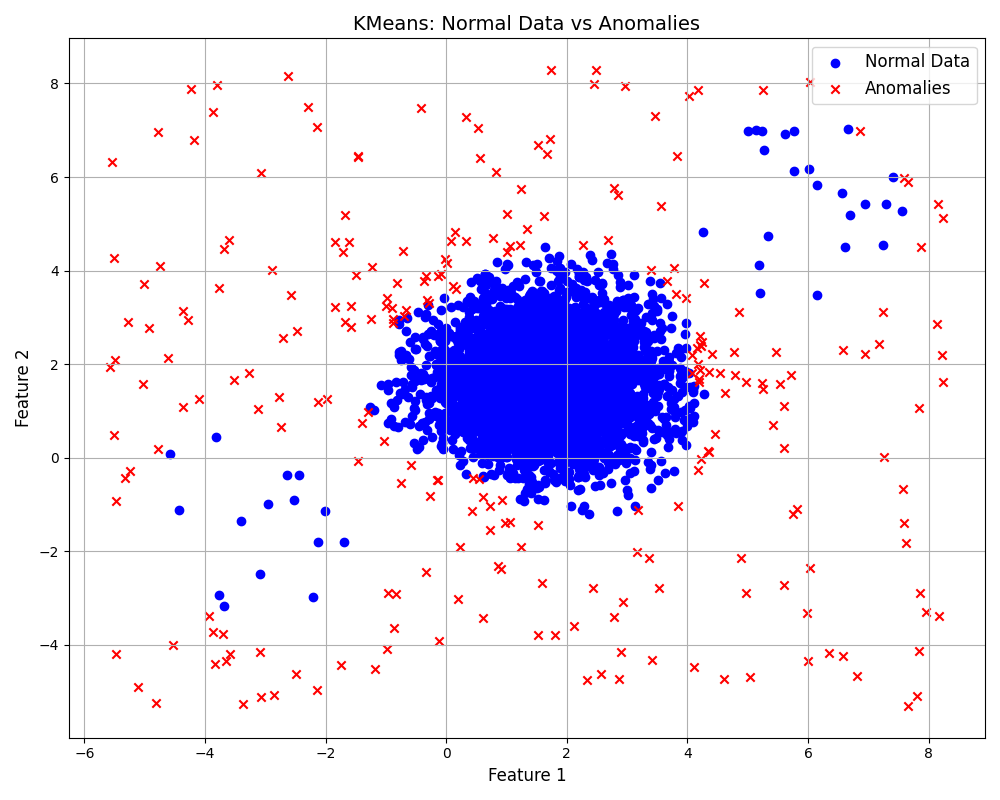 KMeans: Normal Data vs Anomalies
Normal Data
Anomalies
8
6
4
2
0
−2
−4
Feature 2
−6 −4 −2 0 2 4 6 8
Feature 1